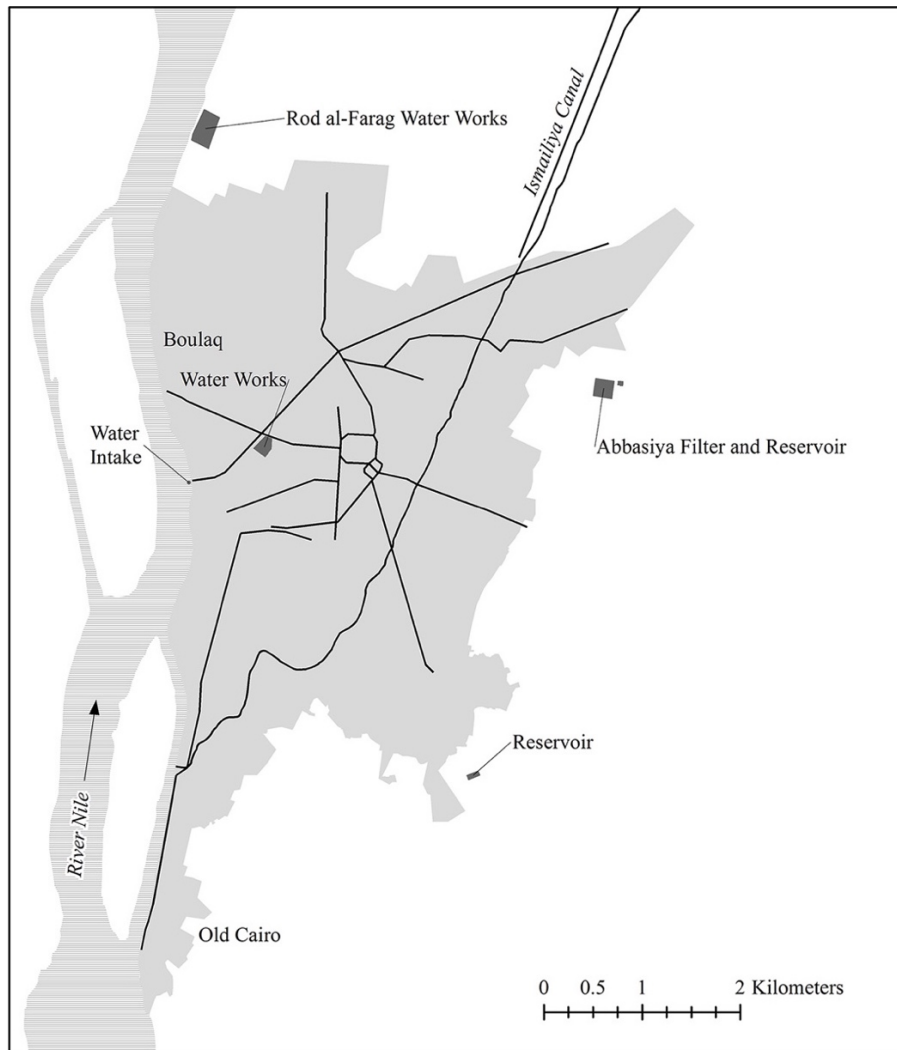 Rod al-Farag Water Works
Ismailiya Canal
Boulaq
Water Works
Water
Intake
Abbasiya Filter and Reservoir
Reservoir
River Nile
Old Cairo
0 0.5 1 2 Kilometers